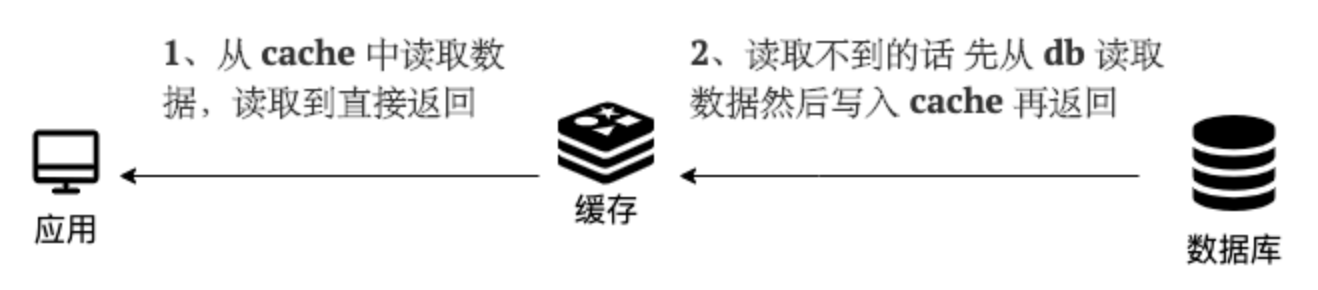 1、从 cache 中读取数
据，读取到直接返回
2、读取不到的话 先从 db 读取
数据然后写入 cache 再返回
应用
缓存
数据库